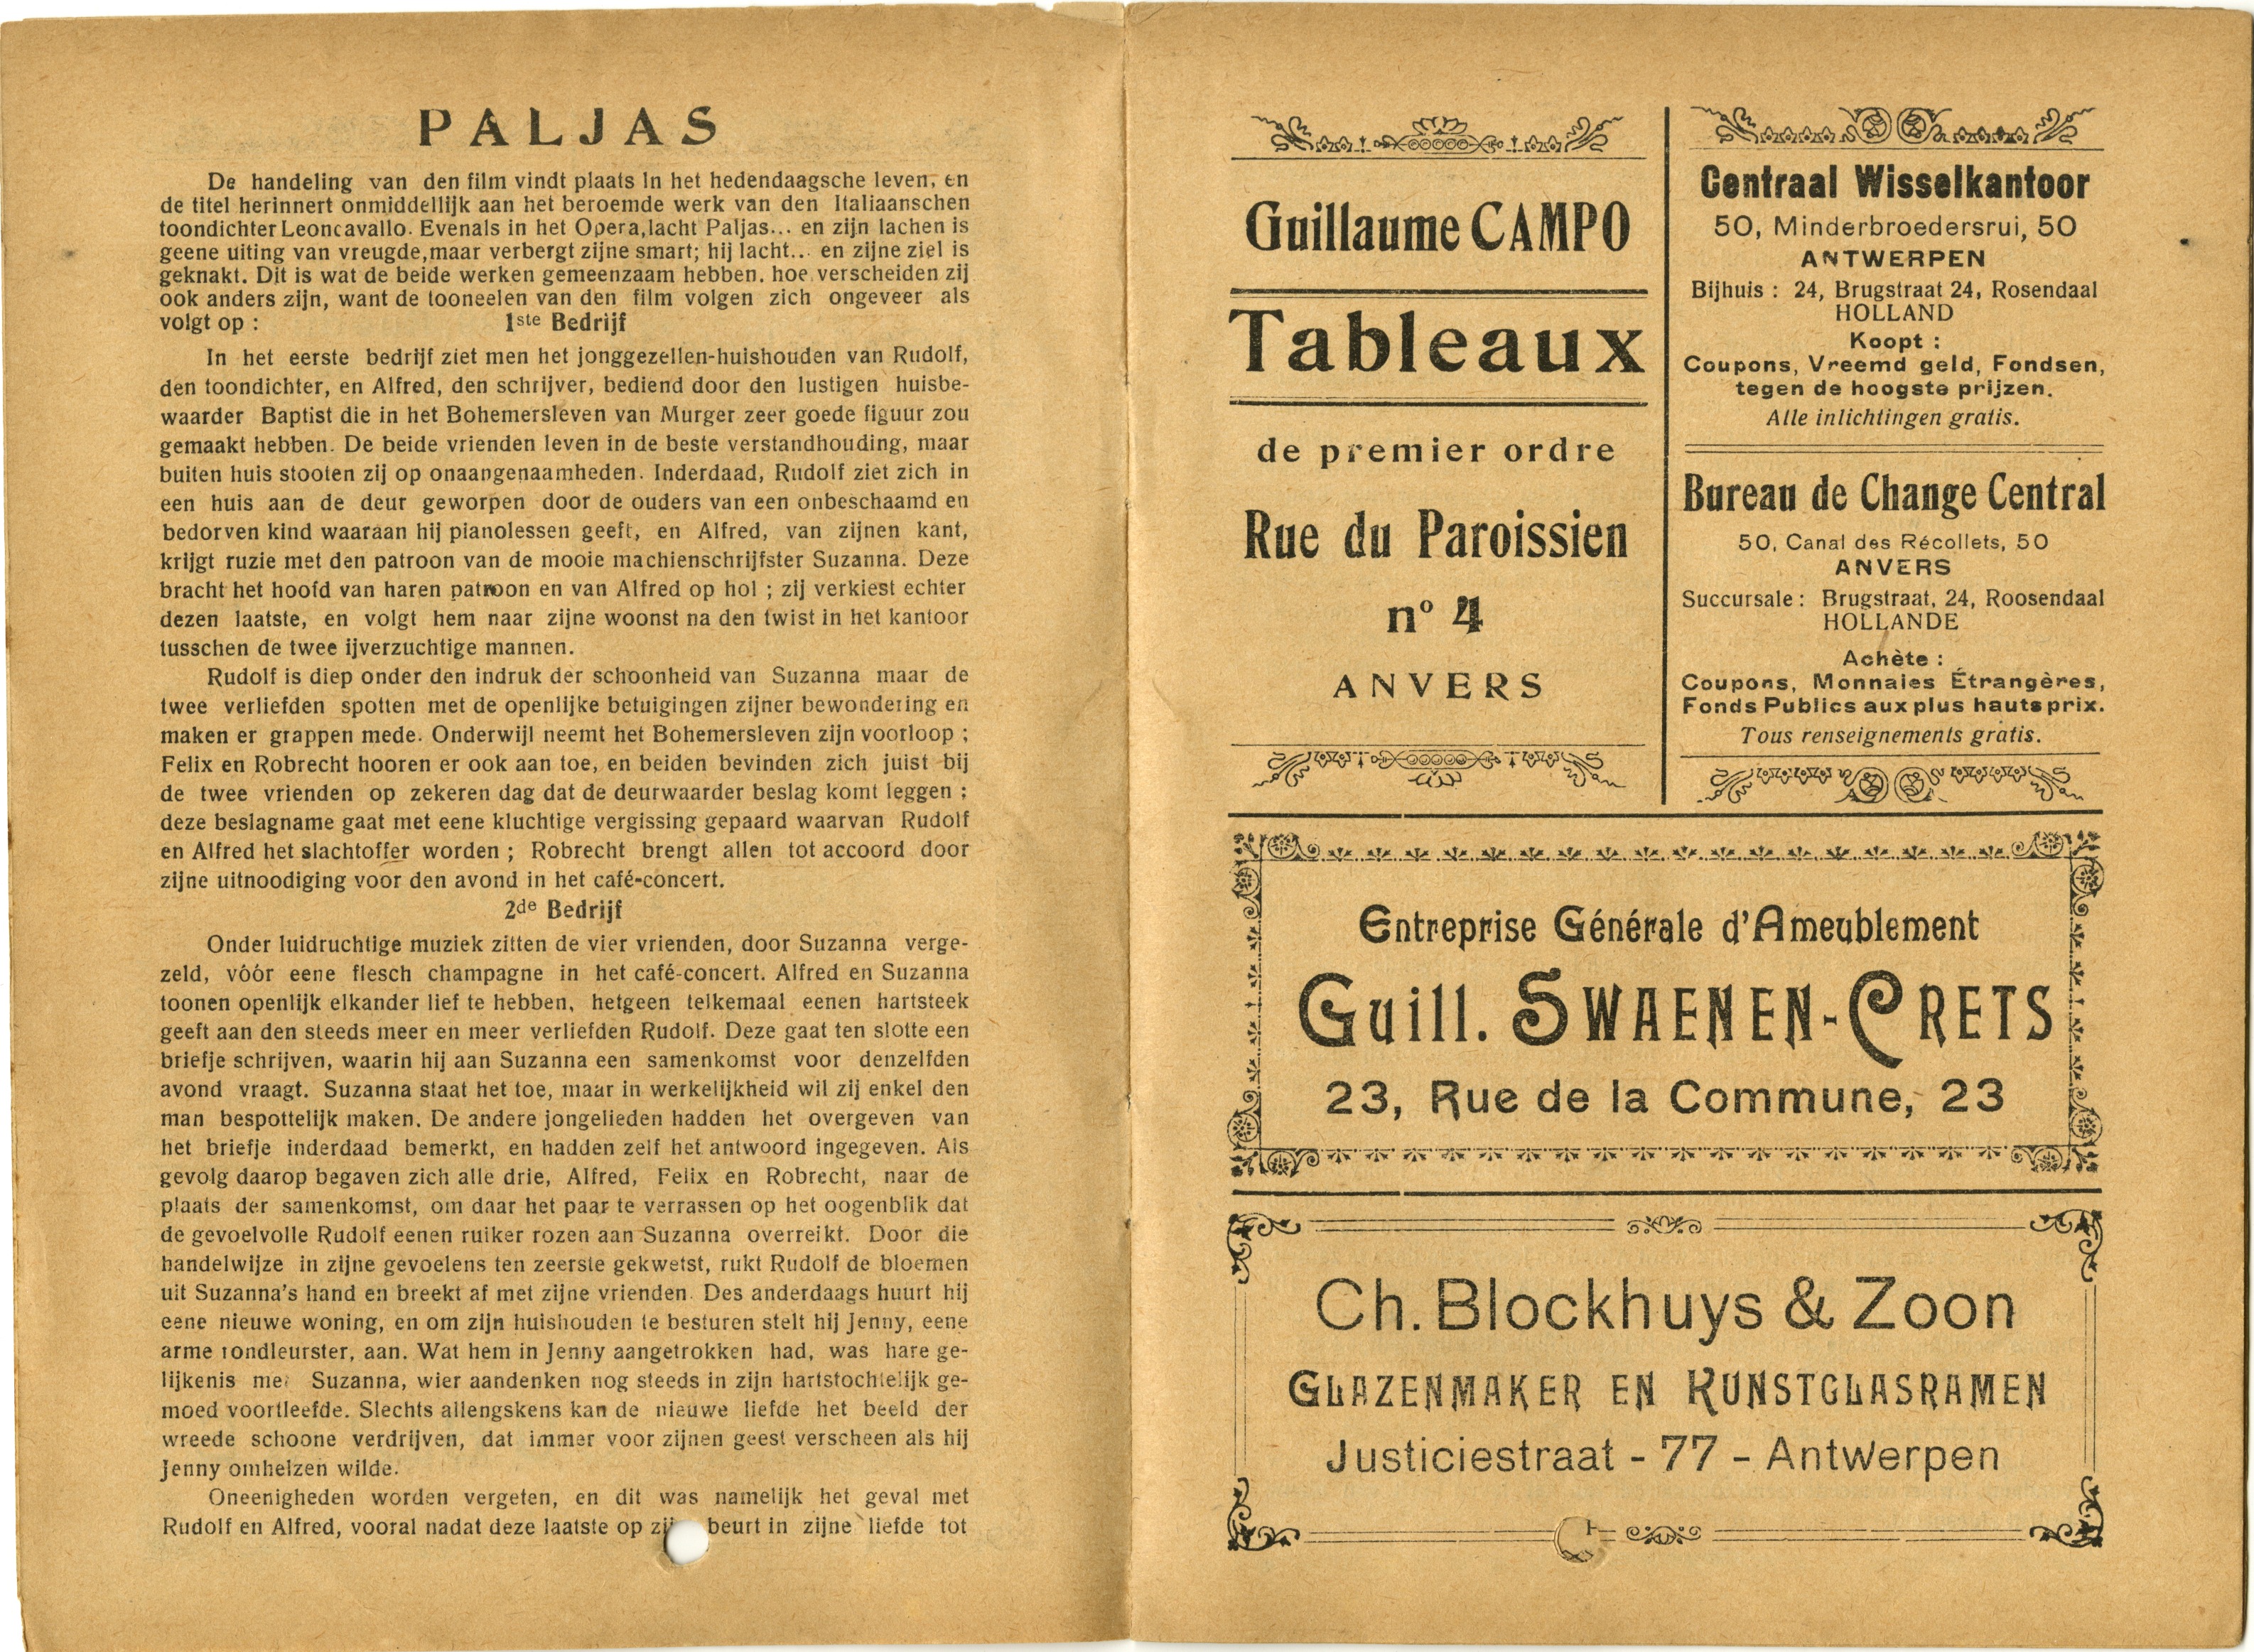 PALJAS
De handeling van den film vindt plaats In het hedendaagsche leven, en
de titel herinnert onmiddellijk aan het beroemde werk van den Italiaanschen
toondichter Leoncavallo. Evenals in het Opera, lacht Paljas... en zijn lachen is
geene uiting van vreugde, maar verbergt zijne smart; hij lacht... en zijne ziel is
geknakt. Dit is wat de beide werken gemeenzaam hebben. hoe verscheiden zij
ook anders zijn, want de tooneelen van den film volgen zich ongeveer als
volgt op :
1ste Bedrijf
In het eerste bedrijf ziet men het jonggezellen-huishouden van Rudolf,
den toondichter, en Alfred, den schrijver, bediend door den lustigen huisbe-
waarder Baptist die in het Bohemersleven van Murger zeer goede figuur zou
gemaakt hebben. De beide vrienden leven in de beste verstandhouding, maar
buiten huis stooten zij op onaangenaamheden. Inderdaad, Rudolf ziet zich in
een huis aan de deur geworpen door de ouders van een onbeschaamd en
bedorven kind waaraan hij pianolessen geeft, en Alfred, van zijnen kant,
krijgt ruzie met den patroon van de mooie machienschrijfster Suzanna. Deze
bracht het hoofd van haren patroon en van Alfred op hol ; zij verkiest echter
dezen laatste, en volgt hem naar zijne woonst na den twist in het kantoor
tusschen de twee ijverzuchtige mannen.
Rudolf is diep onder den indruk der schoonheid van Suzanna maar de
twee verliefden spotten met de openlijke betuigingen zijner bewondering en
maken er grappen mede. Onderwijl neemt het Bohemersleven zijn voorloop ;
Felix en Robrecht hooren er ook aan toe, en beiden bevinden zich juist bij
de twee vrienden op zekeren dag dat de deurwaarder beslag komt leggen ;
deze beslagname gaat met eene kluchtige vergissing gepaard waarvan Rudolf
en Alfred het slachtoffer worden ; Robrecht brengt allen tot accoord door
zijne uitnoodiging voor den avond in het café-concert.
2de Bedrijf
Onder luidruchtige muziek zitten de vier vrienden, door Suzanna verge-
zeld, vóór eene flesch champagne in het café-concert. Alfred en Suzanna
toonen openlijk elkander lief te hebben, hetgeen telkemaal eenen hartsteek
geeft aan den steeds meer en meer verliefden Rudolf. Deze gaat ten slotte een
briefje schrijven, waarin hij aan Suzanna een samenkomst voor denzelfden
avond vraagt. Suzanna staat het toe, maar in werkelijkheid wil zij enkel den
man bespottelijk maken. De andere jongelieden hadden het overgeven van
het briefje inderdaad bemerkt, en hadden zelf het antwoord ingegeven. Als
gevolg daarop begaven zich alle drie, Alfred, Felix en Robrecht, naar de
plaats der samenkomst, om daar het paar te verrassen op het oogenblik dat
de gevoelvolle Rudolf eenen ruiker rozen aan Suzanna overreikt. Door die
handelwijze in zijne gevoelens ten zeerste gekwetst, rukt Rudolf de bloemen
uit Suzanna's hand en breekt af met zijne vrienden. Des anderdaags huurt hij
eene nieuwe woning, en om zijn huishouden te besturen stelt hij Jenny, eene
arme rondleurster, aan. Wat hem in Jenny aangetrokken had, was hare ge-
lijkenis me Suzanna, wier aandenken nog steeds in zijn hartstochtelijk ge-
moed voortleefde. Slechts allengskens kan de nieuwe liefde het beeld der
wreede schoone verdrijven, dat immer voor zijnen geest verscheen als hij
Jenny omhelzen wilde.
Oneenigheden worden vergeten, en dit was namelijk het geval met
Rudolf en Alfred, vooral nadat deze laatste op beurt in zijne liefde tot
Guillaume CAMPO
Tableaux
de premier ordre
Rue du Paroissien
n° 4
ANVERS
Centraal Wisselkantoor
50, Minderbroedersrui, 50
ANTWERPEN
Bijhuis : 24, Brugstraat 24, Rosendaal
HOLLAND
Koopt :
Coupons, Vreemd geld, Fondsen,
tegen de hoogste prijzen.
Alle inlichtingen gratis.
Bureau de Change Central
50, Canal des Récollets, 50
ANVERS
Succursale : Brugstraat, 24, Roosendaal
HOLLANDE
Achète :
Coupons, Monnaies Étrangères,
Fonds Publics aux plus hauts prix.
Tous renseignements gratis.
Entreprise Générale d'Ameublement
Guill. SWAENEN-CRETS
23, Rue de la Commune, 23
Ch. Blockhuys & Zoon
GLAZENMAKER EN KUNSTGLASRAMEN
Justiciestraat - 77 - Antwerpen